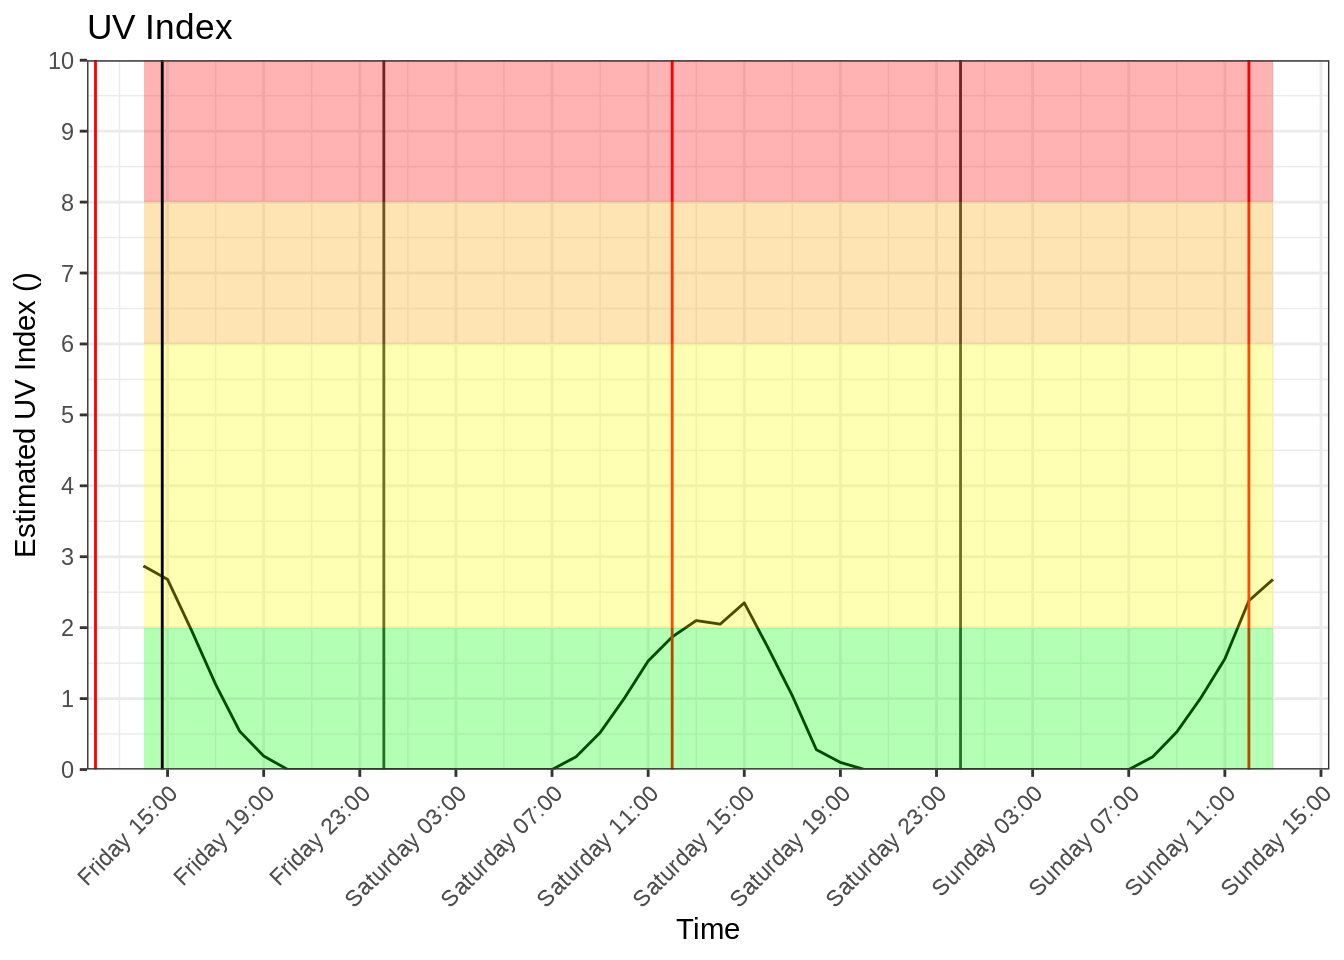 UV Index
Estimated UV Index ()
10
9
8
7
6
5
4
3
2
1
0
Friday 15:00
Friday 19:00
Friday 23:00
Saturday 03:00
Saturday 07:00
Saturday 11:00
Saturday 15:00
Saturday 19:00
Saturday 23:00
Sunday 03:00
Sunday 07:00
Sunday 11:00
Sunday 15:00
Time